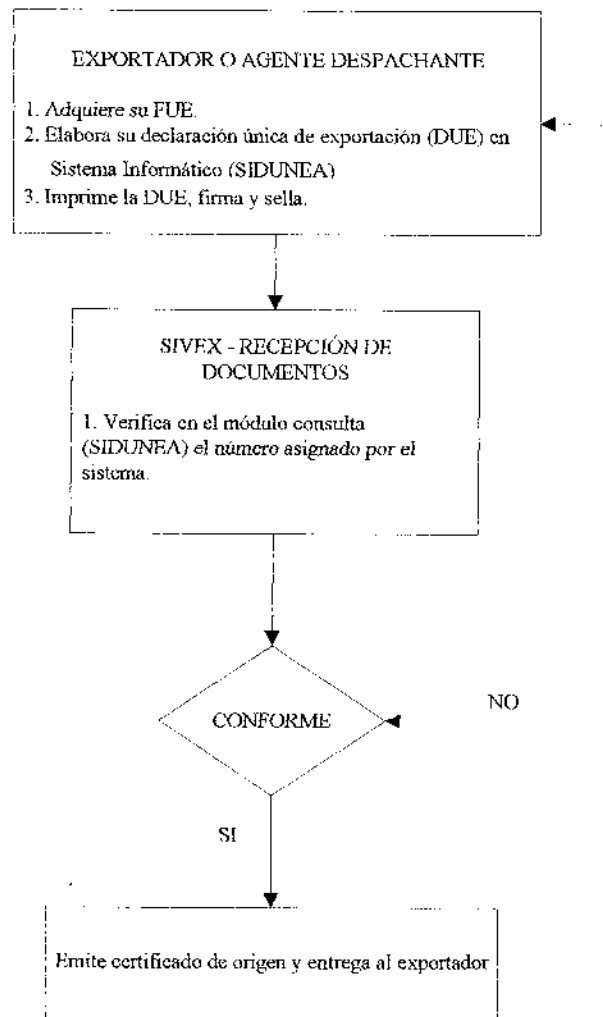 EXPORTADOR O AGENTE DESPACHANTE
1. Adquiere su FUE.
2. Elabora su declaración única de exportación (DUE) en
Sistema Informático (SIDUNEA)
3. Imprime la DUE, firma y sella.
SIVEX - RECEPCIÓN DE
DOCUMENTOS
1. Verifica en el módulo consulta
(SIDUNEA) el número asignado por el
sistema.
CONFORME
NO
SI
Emite certificado de origen y entrega al exportador